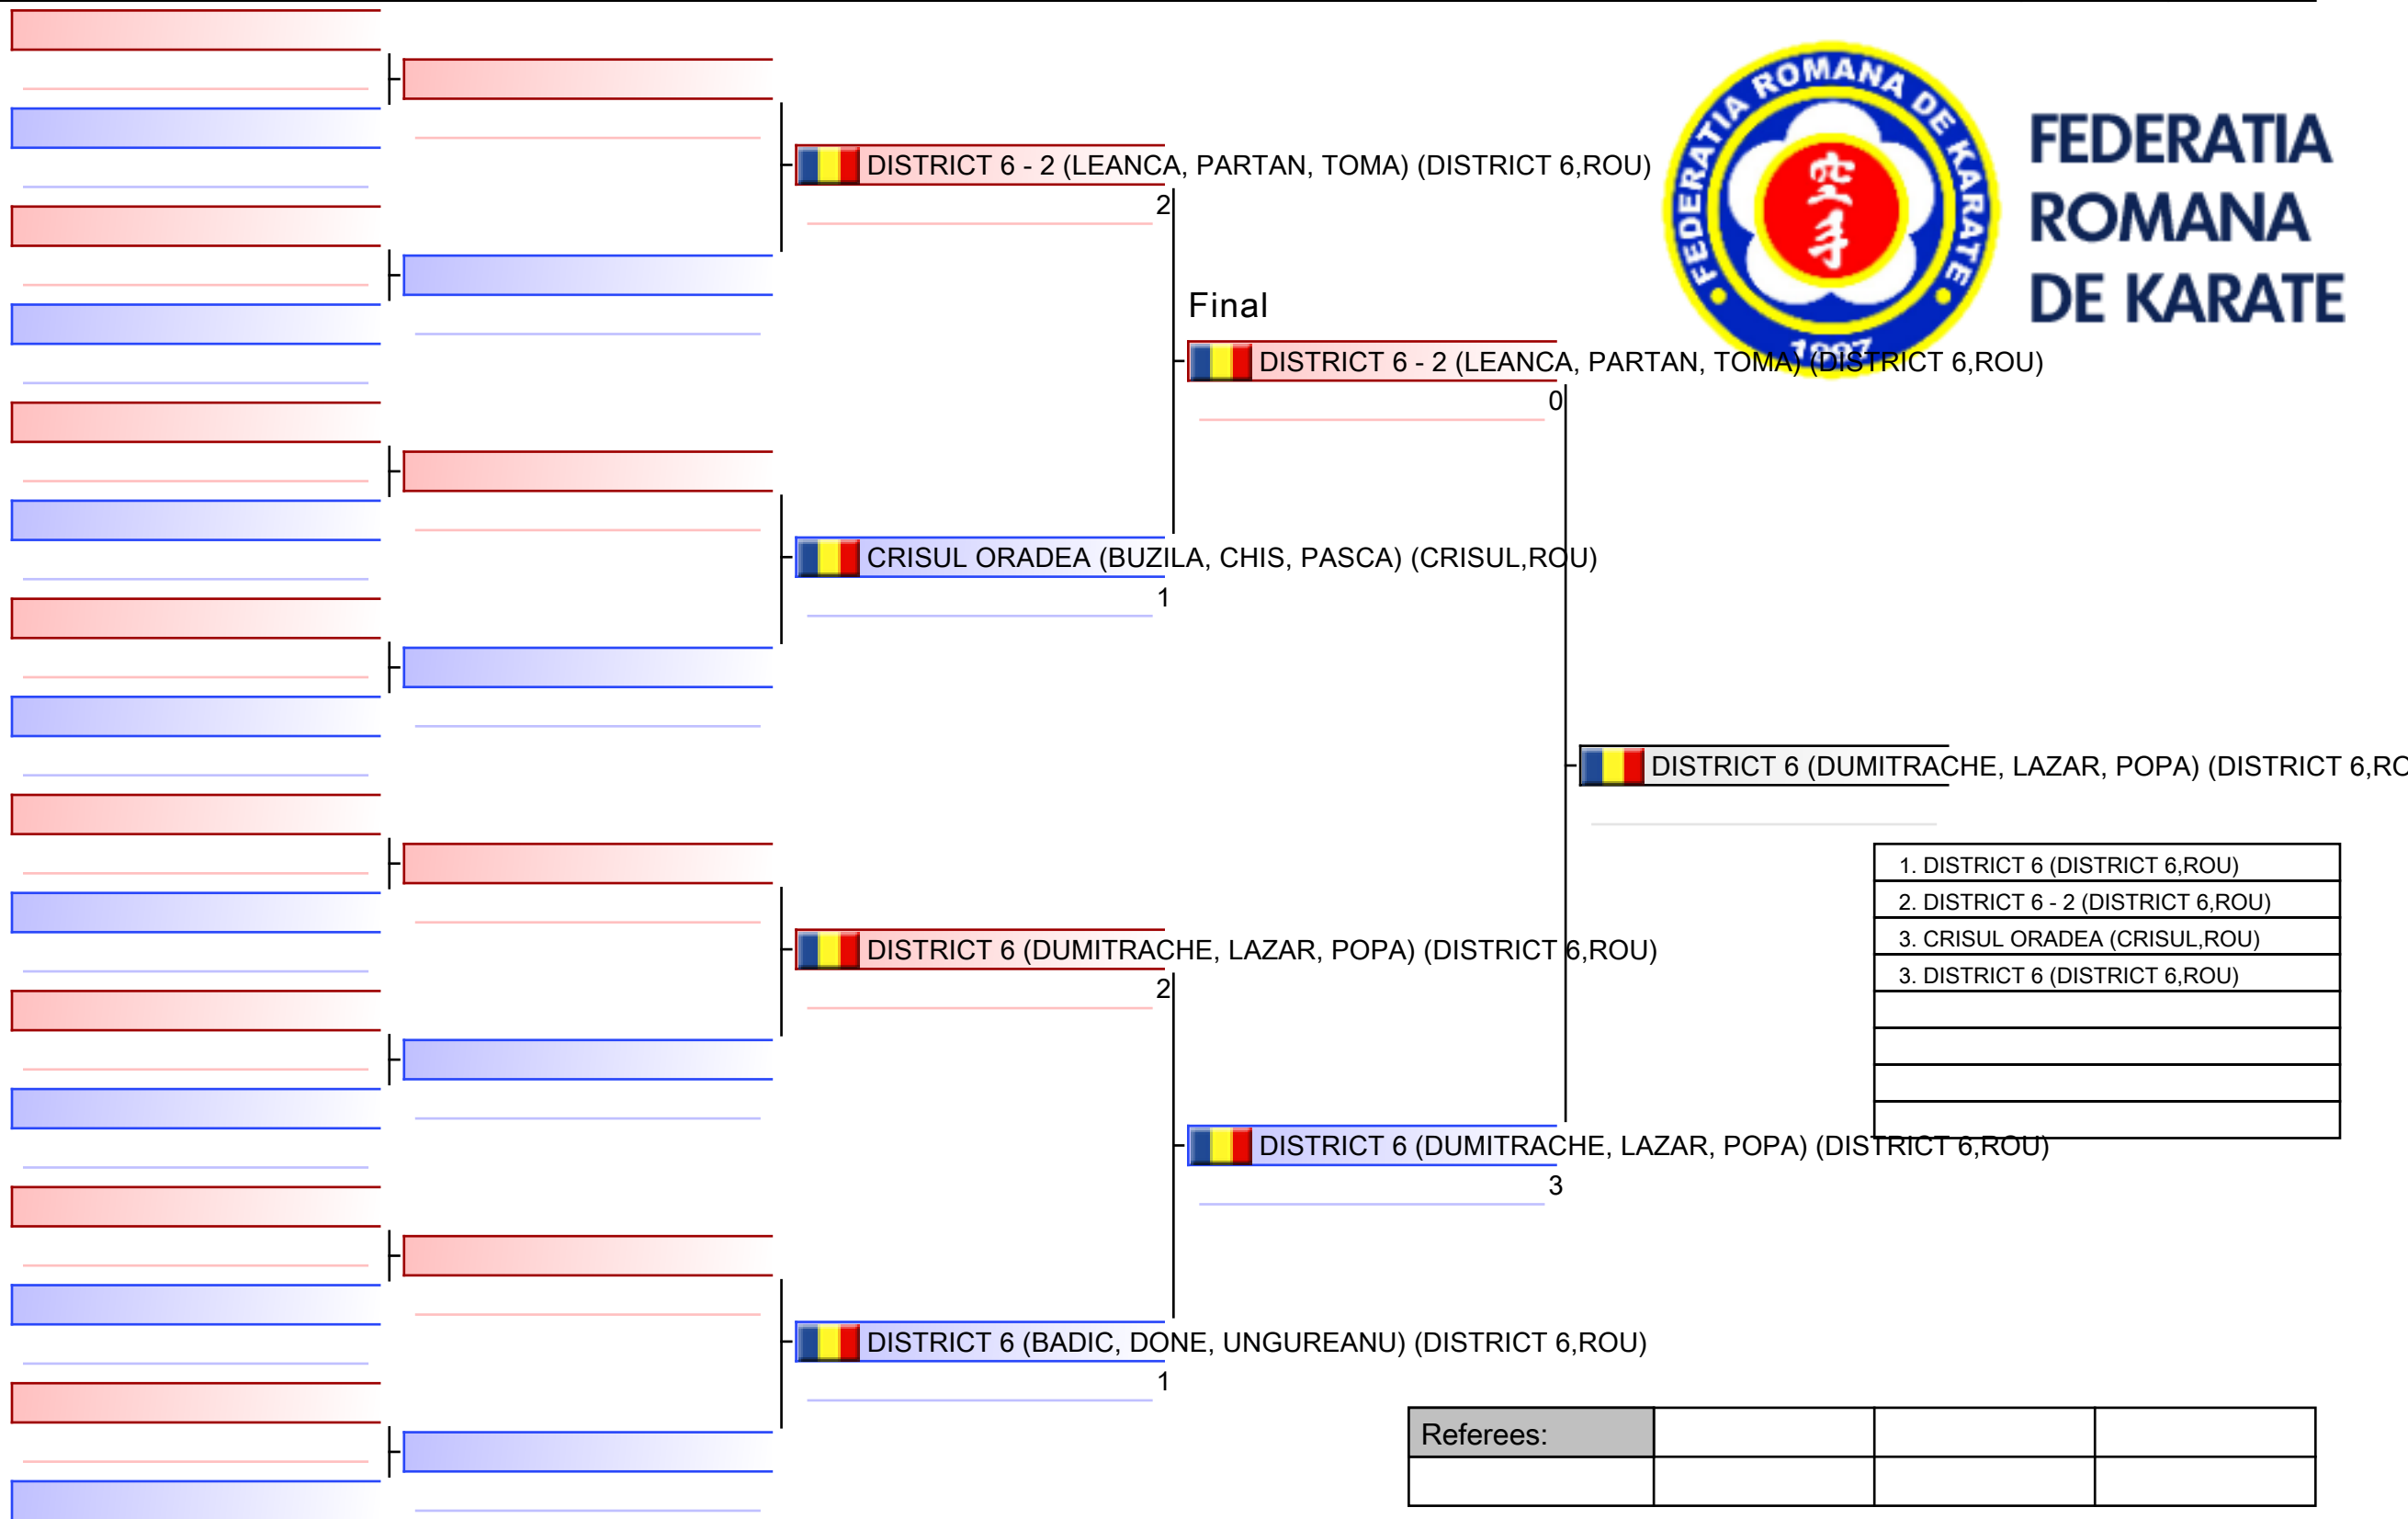 FEDERATIA ROMANA DE KARATE
空手
1997
FEDERATIA
ROMANA
DE KARATE
DISTRICT 6 - 2 (LEANCA, PARTAN, TOMA) (DISTRICT 6,ROU)
2
Final
DISTRICT 6 - 2 (LEANCA, PARTAN, TOMA) (DISTRICT 6,ROU)
0
CRISUL ORADEA (BUZILA, CHIS, PASCA) (CRISUL,ROU)
1
DISTRICT 6 (DUMITRACHE, LAZAR, POPA) (DISTRICT 6,RO
1. DISTRICT 6 (DISTRICT 6,ROU)
2. DISTRICT 6 - 2 (DISTRICT 6,ROU)
3. CRISUL ORADEA (CRISUL,ROU)
3. DISTRICT 6 (DISTRICT 6,ROU)
DISTRICT 6 (DUMITRACHE, LAZAR, POPA) (DISTRICT 6,ROU)
2
DISTRICT 6 (DUMITRACHE, LAZAR, POPA) (DISTRICT 6,ROU)
3
DISTRICT 6 (BADIC, DONE, UNGUREANU) (DISTRICT 6,ROU)
1
Referees: